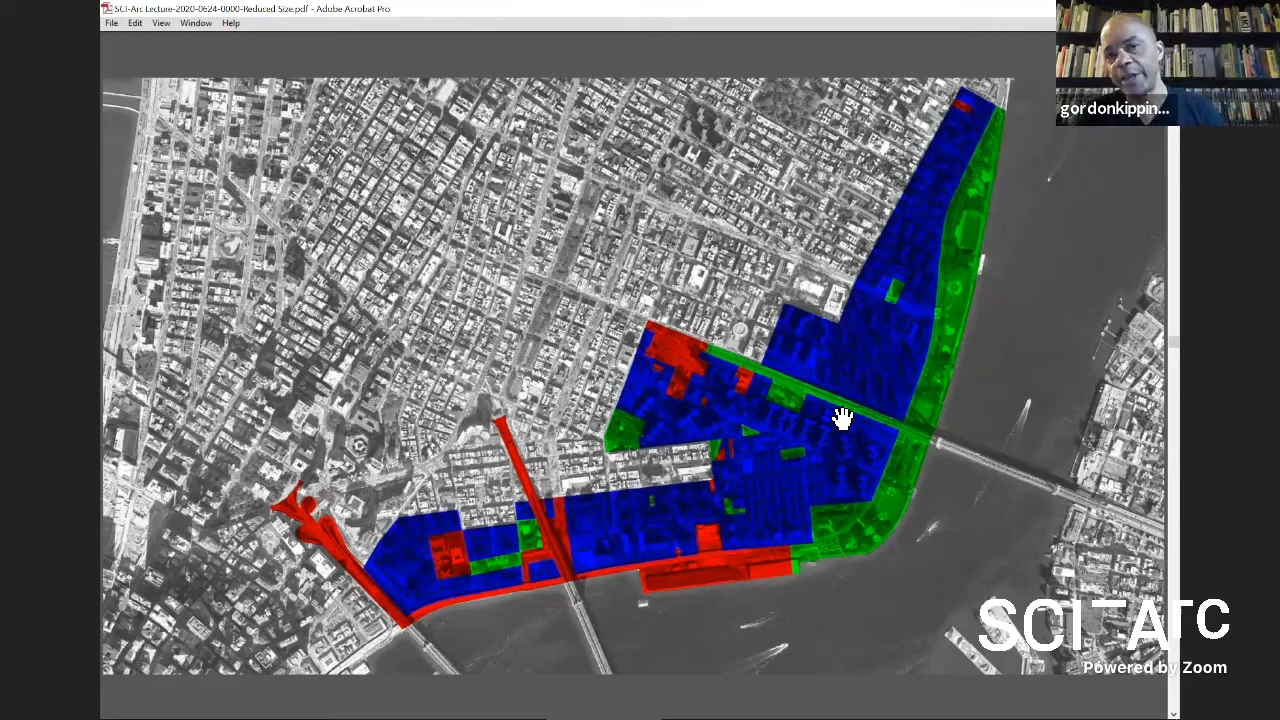 SCI-Arc Lecture-2020-0624-0000-Reduced Size.pdf - Adobe Acrobat Pro
File Edit View Window Help
gordonkippin...
SCI-Arc
Powered by Zoom